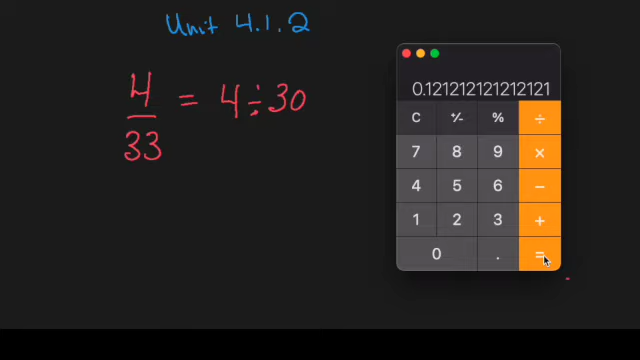 Unit 4.1.2
4/33 = 4 ÷ 30
0.121212121212121
C ⁺⁄₋ % ÷
7 8 9 ×
4 5 6 −
1 2 3 +
0 . =